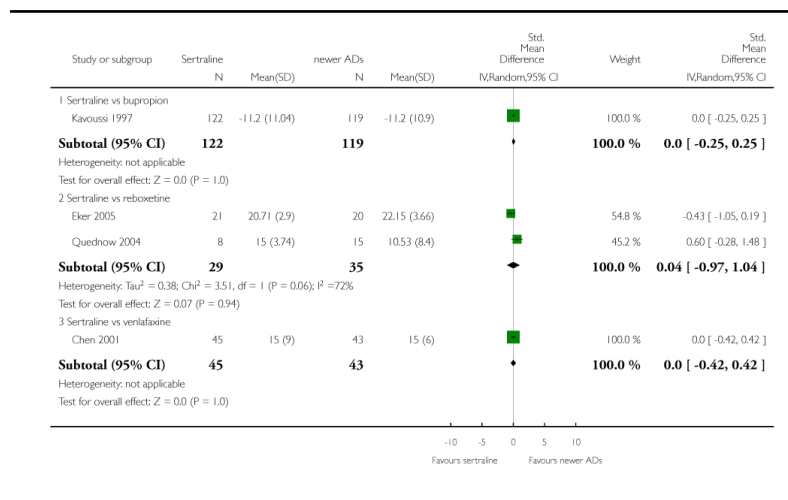 Std. Mean Difference Std. Mean Difference
Study or subgroup Sertraline newer ADs Weight
N Mean(SD) N Mean(SD) IV,Random,95% CI IV,Random,95% CI
1 Sertraline vs bupropion
Kavoussi 1997 122 -11.2 (11.04) 119 -11.2 (10.9) 100.0 % 0.0 [ -0.25, 0.25 ]
Subtotal (95% CI) 122 119 100.0 % 0.0 [ -0.25, 0.25 ]
Heterogeneity: not applicable
Test for overall effect: Z = 0.0 (P = 1.0)
2 Sertraline vs reboxetine
Eker 2005 21 20.71 (2.9) 20 22.15 (3.66) 54.8 % -0.43 [ -1.05, 0.19 ]
Quednow 2004 8 15 (3.74) 15 10.53 (8.4) 45.2 % 0.60 [ -0.28, 1.48 ]
Subtotal (95% CI) 29 35 100.0 % 0.04 [ -0.97, 1.04 ]
Heterogeneity: Tau² = 0.38; Chi² = 3.51, df = 1 (P = 0.06); I² =72%
Test for overall effect: Z = 0.07 (P = 0.94)
3 Sertraline vs venlafaxine
Chen 2001 45 15 (9) 43 15 (6) 100.0 % 0.0 [ -0.42, 0.42 ]
Subtotal (95% CI) 45 43 100.0 % 0.0 [ -0.42, 0.42 ]
Heterogeneity: not applicable
Test for overall effect: Z = 0.0 (P = 1.0)
-10 -5 0 5 10
Favours sertraline Favours newer ADs